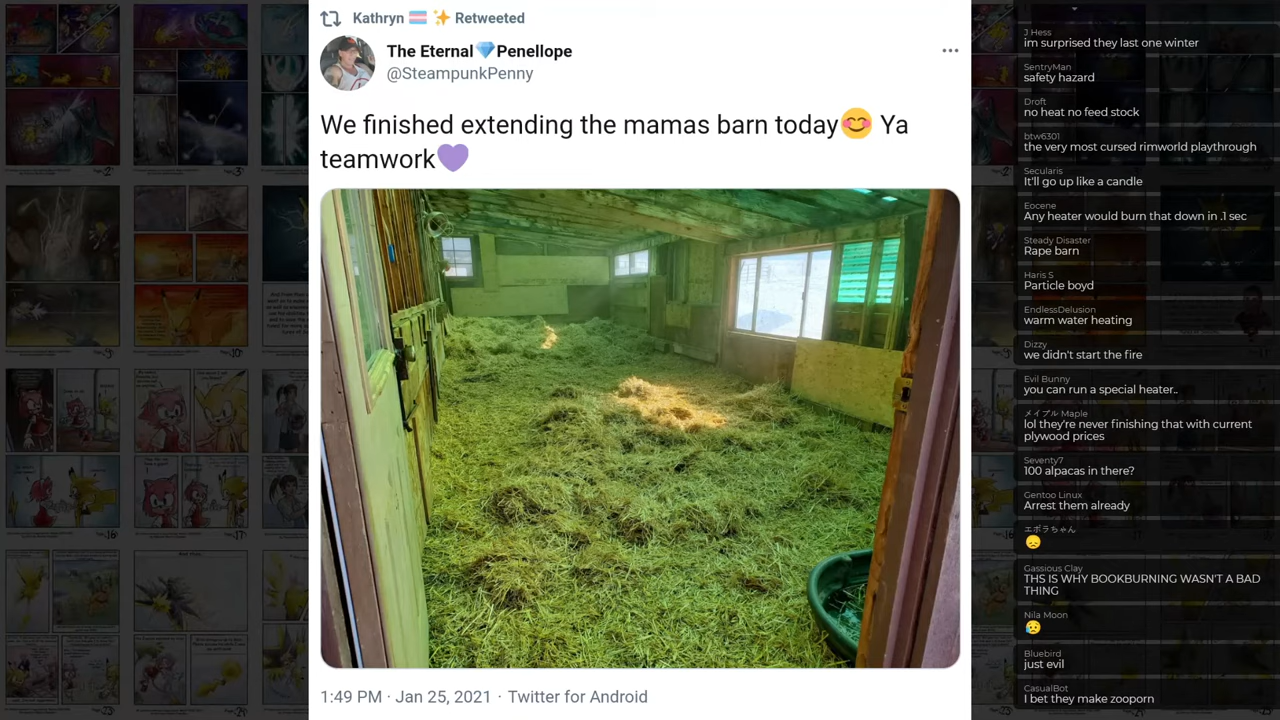 Kathryn 🏳️‍⚧️ ✨ Retweeted
The Eternal💎Penellope
@SteampunkPenny
We finished extending the mamas barn today😊 Ya
teamwork💜
1:49 PM · Jan 25, 2021 · Twitter for Android
J Hess
im surprised they last one winter
SentryMan
safety hazard
Droft
no heat no feed stock
btw6301
the very most cursed rimworld playthrough
Secularis
It'll go up like a candle
Eocene
Any heater would burn that down in .1 sec
Steady Disaster
Rape barn
Haris S
Particle boyd
EndlessDelusion
warm water heating
Dizzy
we didn't start the fire
Evil Bunny
you can run a special heater..
メイプル Maple
lol they're never finishing that with current
plywood prices
Seventy7
100 alpacas in there?
Gentoo Linux
Arrest them already
エボラちゃん
😞
Gassious Clay
THS IS WHY BOOKBURNING WASN'T A BAD
THING
Nila Moon
😥
Bluebird
just evil
CasualBot
I bet they make zooporn